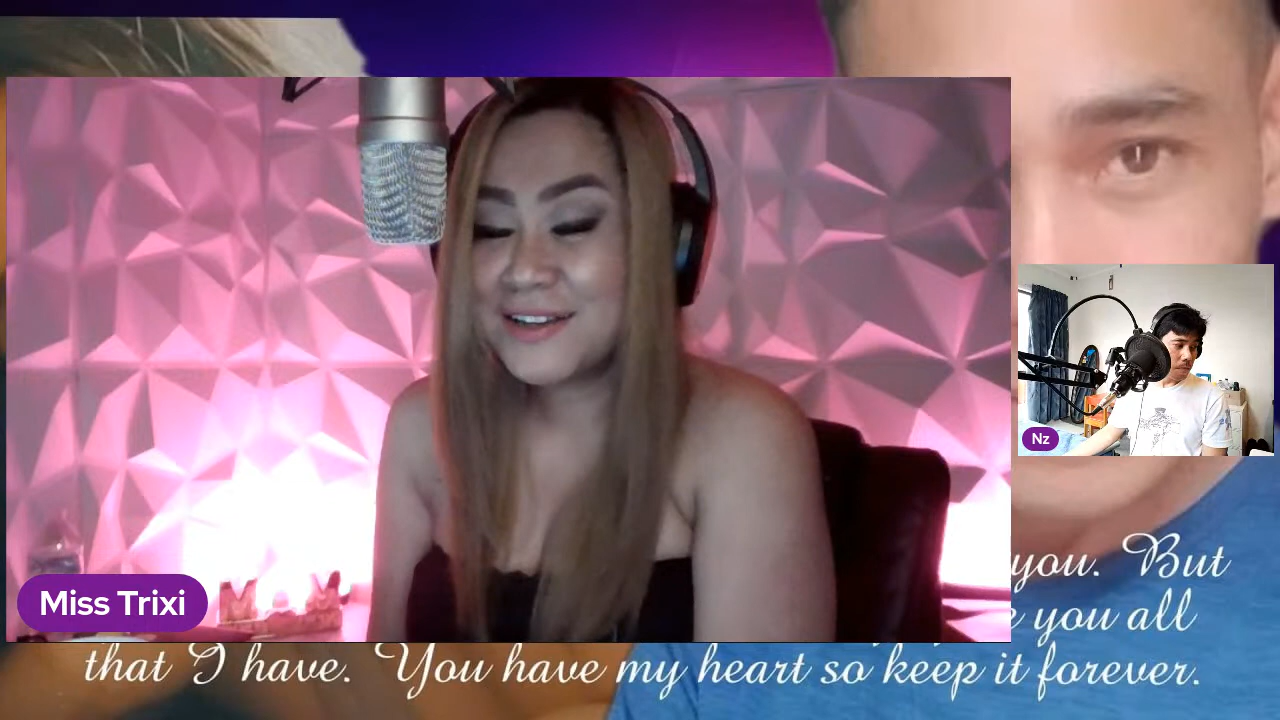 Nz
you. But
you all
Miss Trixi
that I have. You have my heart so keep it forever.